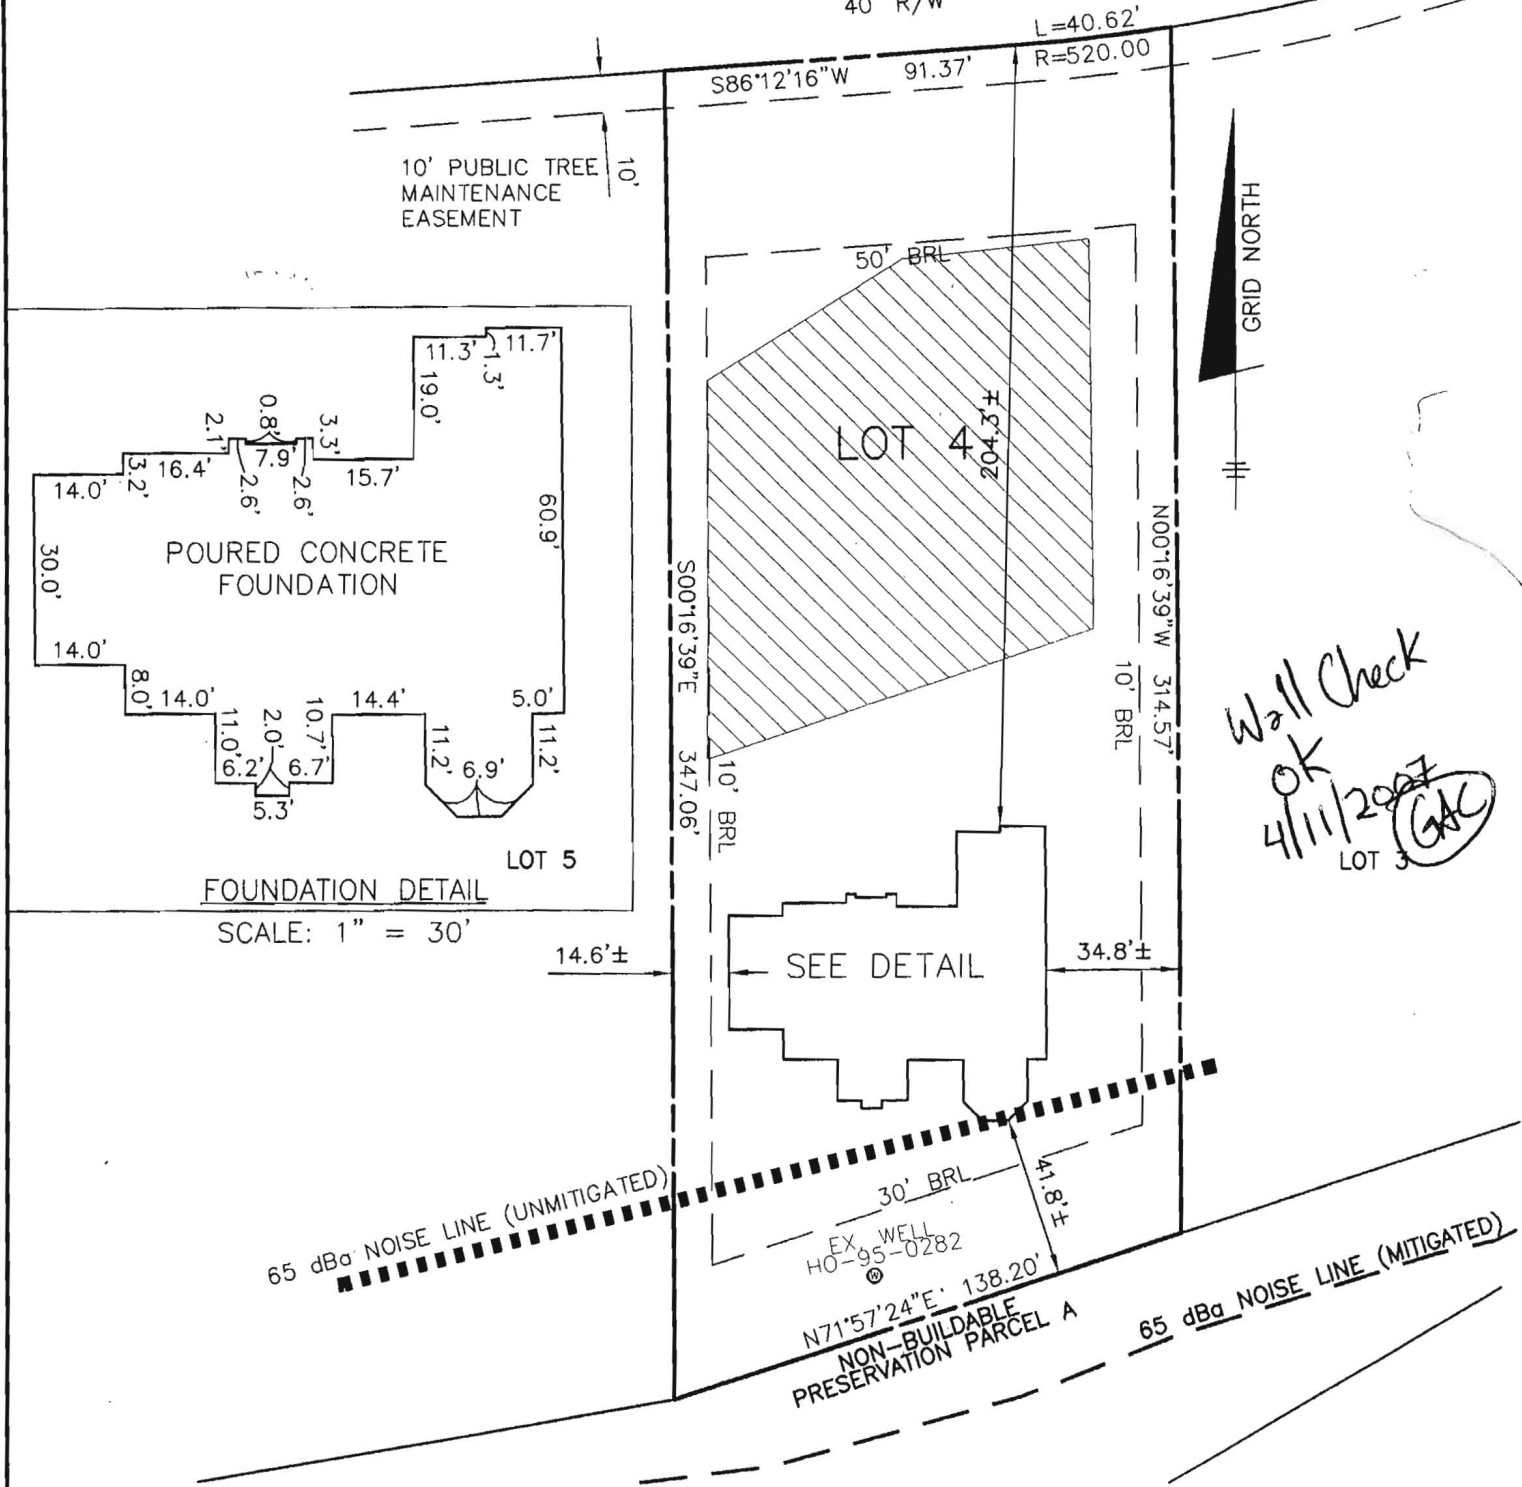 40' R/W
L=40.62'
R=520.00
S86°12'16"W 91.37'
10' PUBLIC TREE
MAINTENANCE
EASEMENT
10'
50' BRL
GRID NORTH
LOT 4
204.3'±
S00°16'39"E 347.06'
N00°16'39"W 314.57'
10' BRL
10' BRL
11.3'
11.7'
1.3'
19.0'
0.8'
2.1'
3.3'
7.9'
16.4'
3.2'
14.0'
2.6'
2.6'
15.7'
60.9'
30.0'
POURED CONCRETE
FOUNDATION
14.0'
8.0'
14.0'
14.4'
5.0'
11.0'
2.0'
10.7'
11.2'
11.2'
6.2'
6.7'
6.9'
5.3'
LOT 5
FOUNDATION DETAIL
SCALE: 1" = 30'
Wall Check
OK
4/11/2007
GAC
LOT 3
14.6'±
SEE DETAIL
34.8'±
65 dBa NOISE LINE (UNMITIGATED)
30' BRL
41.8'±
EX. WELL
HO-95-0282
W
N71°57'24"E 138.20'
NON-BUILDABLE
PRESERVATION PARCEL A
65 dBa NOISE LINE (MITIGATED)